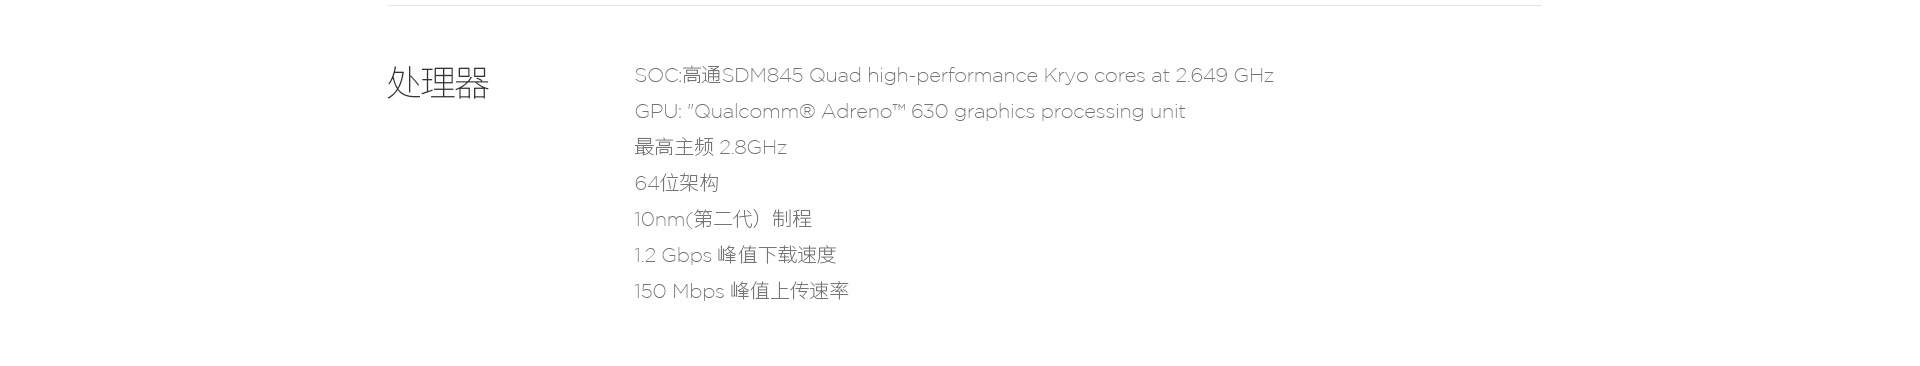 处理器
SOC:高通SDM845 Quad high-performance Kryo cores at 2.649 GHz
GPU: "Qualcomm® Adreno™ 630 graphics processing unit
最高主频 2.8GHz
64位架构
10nm(第二代）制程
1.2 Gbps 峰值下载速度
150 Mbps 峰值上传速率